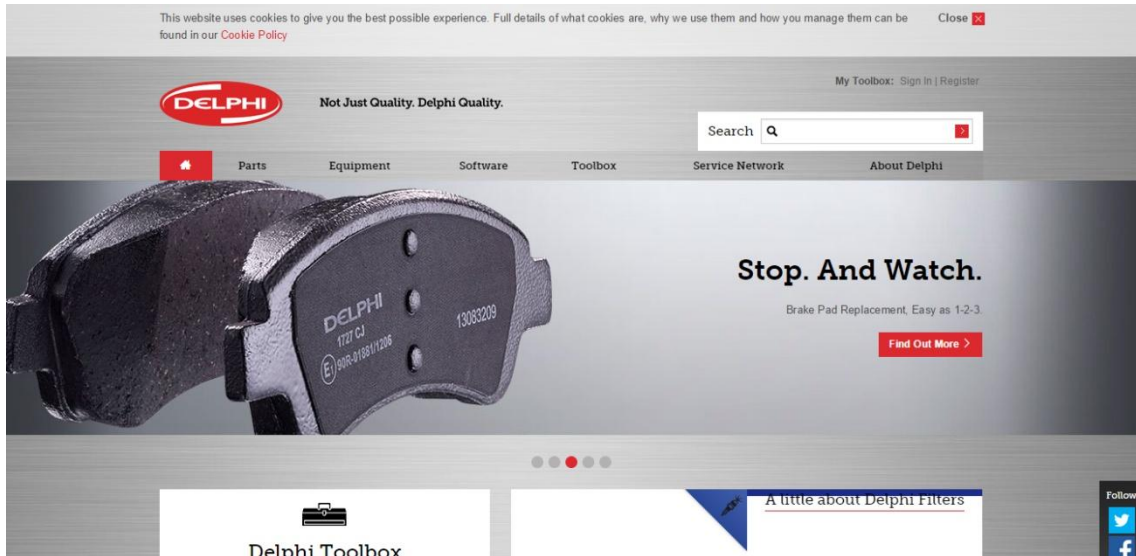 This website uses cookies to give you the best possible experience. Full details of what cookies are, why we use them and how you manage them can be
found in our Cookie Policy
Close
My Toolbox: Sign In | Register
DELPHI
Not Just Quality. Delphi Quality.
Search
Parts
Equipment
Software
Toolbox
Service Network
About Delphi
Stop. And Watch.
Brake Pad Replacement, Easy as 1-2-3.
Find Out More
DELPHI
1727 CJ
E1 90R-01881/1206
13083209
Delphi Toolbox
A little about Delphi Filters
Follow